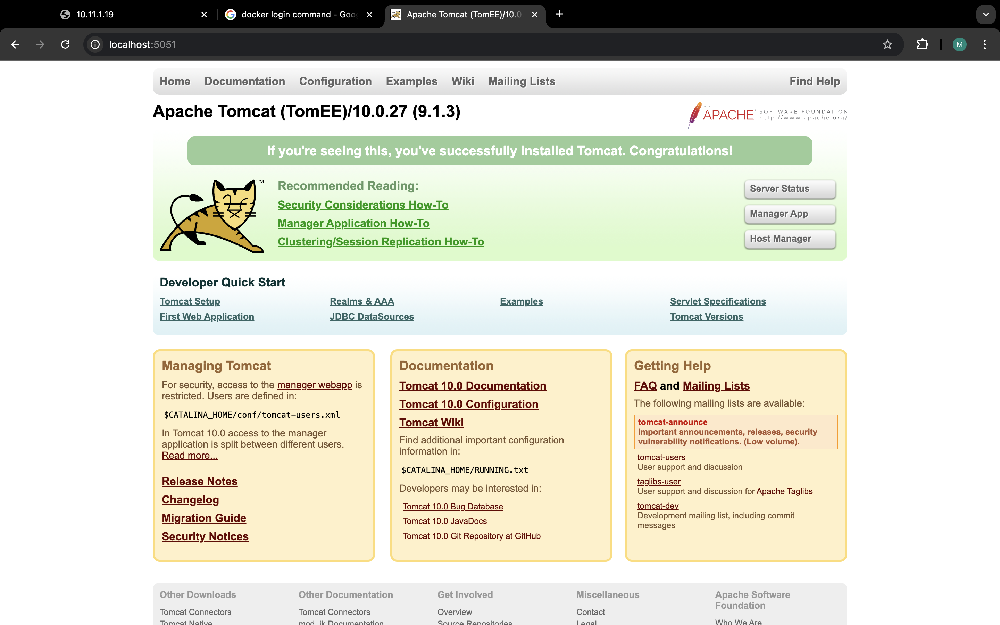 10.11.1.19
docker login command - Goo
Apache Tomcat (TomEE)/10.0
localhost:5051
M
Home Documentation Configuration Examples Wiki Mailing Lists Find Help
Apache Tomcat (TomEE)/10.0.27 (9.1.3)
THE
APACHE SOFTWARE FOUNDATION
http://www.apache.org/
If you're seeing this, you've successfully installed Tomcat. Congratulations!
TM
Recommended Reading:
Security Considerations How-To
Manager Application How-To
Clustering/Session Replication How-To
Server Status
Manager App
Host Manager
Developer Quick Start
Tomcat Setup
First Web Application
Realms & AAA
JDBC DataSources
Examples
Servlet Specifications
Tomcat Versions
Managing Tomcat
For security, access to the manager webapp is
restricted. Users are defined in:
$CATALINA_HOME/conf/tomcat-users.xml
In Tomcat 10.0 access to the manager
application is split between different users.
Read more...
Release Notes
Changelog
Migration Guide
Security Notices
Documentation
Tomcat 10.0 Documentation
Tomcat 10.0 Configuration
Tomcat Wiki
Find additional important configuration
information in:
$CATALINA_HOME/RUNNING.txt
Developers may be interested in:
Tomcat 10.0 Bug Database
Tomcat 10.0 JavaDocs
Tomcat 10.0 Git Repository at GitHub
Getting Help
FAQ and Mailing Lists
The following mailing lists are available:
tomcat-announce
Important announcements, releases, security
vulnerability notifications. (Low volume).
tomcat-users
User support and discussion
taglibs-user
User support and discussion for Apache Taglibs
tomcat-dev
Development mailing list, including commit
messages
Other Downloads
Tomcat Connectors
Tomcat Native
Other Documentation
Tomcat Connectors
mod_jk Documentation
Get Involved
Overview
Source Repositories
Miscellaneous
Contact
Legal
Apache Software
Foundation
Who We Are